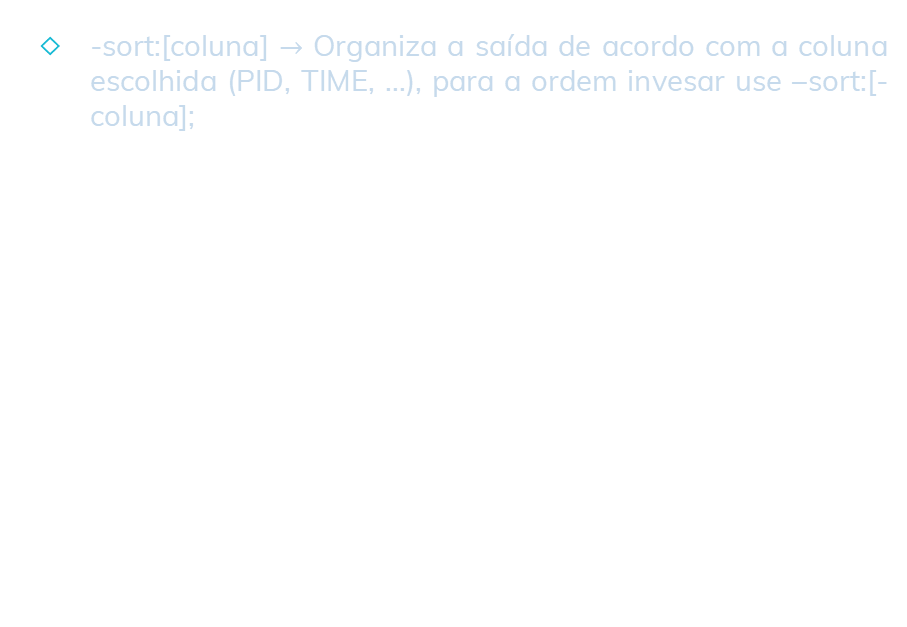 -sort:[coluna] → Organiza a saída de acordo com a coluna
escolhida (PID, TIME, ...), para a ordem invesar use –sort:[-
coluna];